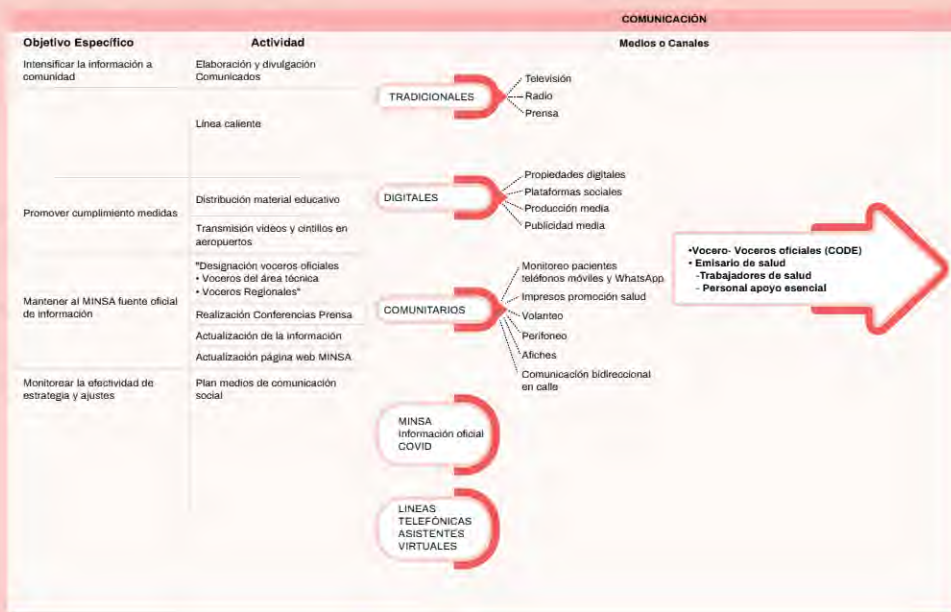 COMUNICACIÓN
Objetivo Específico
Actividad
Medios o Canales
Intensificar la información a
comunidad
Elaboración y divulgación
Comunicados
Línea caliente
Promover cumplimiento medidas
Distribución material educativo
Transmisión videos y cintillos en
aeropuertos
Mantener al MINSA fuente oficial
de información
"Designación voceros oficiales
• Voceros del área técnica
• Voceros Regionales"
Realización Conferencias Prensa
Actualización de la información
Actualización página web MINSA
Monitorear la efectividad de
estrategia y ajustes
Plan medios de comunicación
social
TRADICIONALES
Televisión
Radio
Prensa
DIGITALES
Propiedades digitales
Plataformas sociales
Producción media
Publicidad media
COMUNITARIOS
Monitoreo pacientes
teléfonos móviles y WhatsApp
Impresos promoción salud
Volanteo
Perifoneo
Afiches
Comunicación bidireccional
en calle
MINSA
Información oficial
COVID
LINEAS
TELEFÓNICAS
ASISTENTES
VIRTUALES
•Vocero- Voceros oficiales (CODE)
• Emisario de salud
-Trabajadores de salud
- Personal apoyo esencial